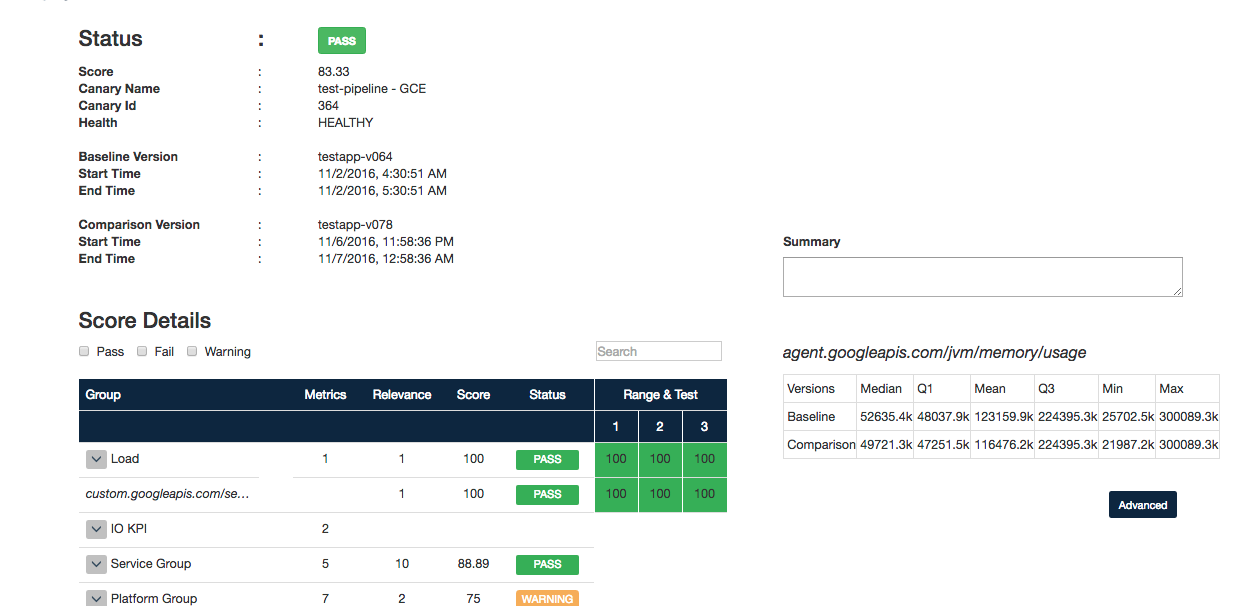 Status : PASS
Score : 83.33
Canary Name : test-pipeline - GCE
Canary Id : 364
Health : HEALTHY
Baseline Version : testapp-v064
Start Time : 11/2/2016, 4:30:51 AM
End Time : 11/2/2016, 5:30:51 AM
Comparison Version : testapp-v078
Start Time : 11/6/2016, 11:58:36 PM
End Time : 11/7/2016, 12:58:36 AM
Score Details
Pass Fail Warning Search
Group Metrics Relevance Score Status Range & Test
1 2 3
Load 1 1 100 PASS 100 100 100
custom.googleapis.com/se... 1 100 PASS 100 100 100
IO KPI 2
Service Group 5 10 88.89 PASS
Platform Group 7 2 75 WARNING
Summary
agent.googleapis.com/jvm/memory/usage
Versions Median Q1 Mean Q3 Min Max
Baseline 52635.4k 48037.9k 123159.9k 224395.3k 25702.5k 300089.3k
Comparison 49721.3k 47251.5k 116476.2k 224395.3k 21987.2k 300089.3k
Advanced